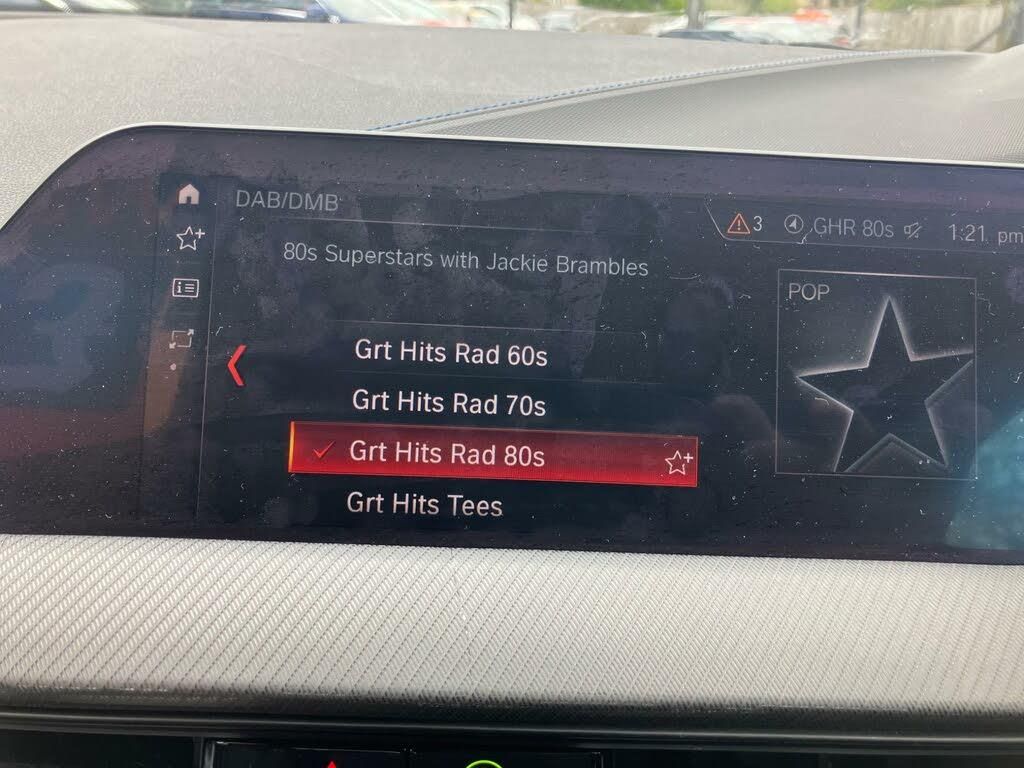 DAB/DMB
3 GHR 80s 1:21 pm
80s Superstars with Jackie Brambles
POP
Grt Hits Rad 60s
Grt Hits Rad 70s
Grt Hits Rad 80s
Grt Hits Tees